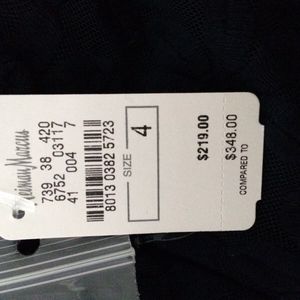 Neiman Marcus
739 38 420
6752 03117
41 004 7
8013 0382 5723
SIZE
4
$219.00
$348.00
COMPARED TO